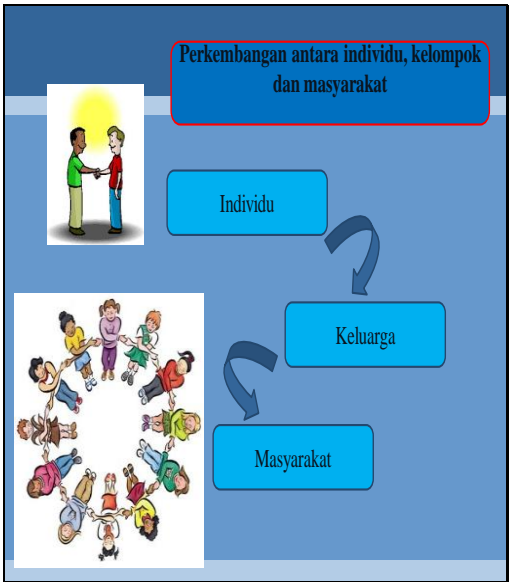 Perkembangan antara individu, kelompok
dan masyarakat
Individu
Keluarga
Masyarakat